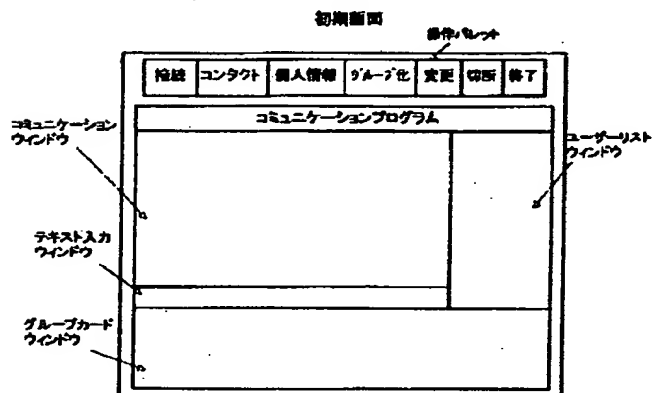 初期画面
操作パレット
接続 コンタクト 個人情報 グループ化 変更 切断 終了
コミュニケーションプログラム
コミュニケーション
ウィンドウ
ユーザーリスト
ウィンドウ
テキスト入力
ウィンドウ
グループカード
ウィンドウ